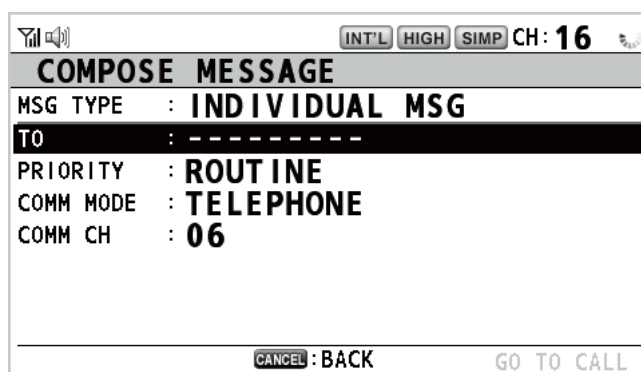 INT'L HIGH SIMP CH: 16
COMPOSE MESSAGE
MSG TYPE : INDIVIDUAL MSG
TO : ---------
PRIORITY : ROUTINE
COMM MODE : TELEPHONE
COMM CH : 06
CANCEL : BACK GO TO CALL